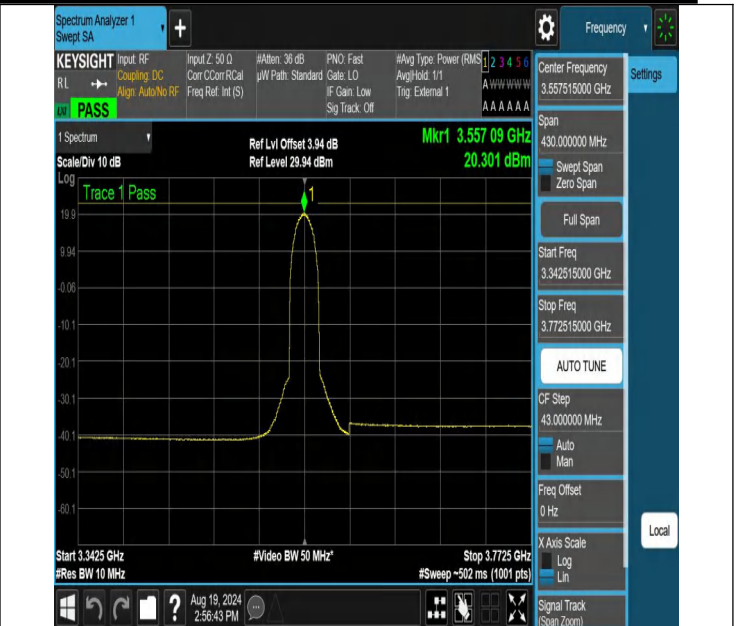 Spectrum Analyzer 1
Swept SA
+
Frequency
KEYSIGHT
Input: RF
Input Z: 50 Ω
#Atten: 36 dB
PNO: Fast
#Avg Type: Power (RMS
1 2 3 4 5 6
RL
Coupling: DC
Corr CCorr RCal
µW Path: Standard
Gate: LO
Avg|Hold: 1/1
A W W W W W
Align: Auto/No RF
Freq Ref: Int (S)
IF Gain: Low
Trig: External 1
PASS
Sig Track: Off
A A A A A A
Center Frequency
3.557515000 GHz
Settings
1 Spectrum
Ref Lvl Offset 3.94 dB
Mkr1 3.557 09 GHz
Scale/Div 10 dB
Ref Level 29.94 dBm
20.301 dBm
Log
Trace 1 Pass
1
19.9
9.94
-0.06
-10.1
-20.1
-30.1
-40.1
-50.1
-60.1
Start 3.3425 GHz
#Video BW 50 MHz*
Stop 3.7725 GHz
#Res BW 10 MHz
#Sweep ~502 ms (1001 pts)
Span
430.000000 MHz
Swept Span
Zero Span
Full Span
Start Freq
3.342515000 GHz
Stop Freq
3.772515000 GHz
AUTO TUNE
CF Step
43.000000 MHz
Auto
Man
Freq Offset
0 Hz
X Axis Scale
Log
Lin
Local
Signal Track
(Span Zoom)
?
Aug 19, 2024
2:56:43 PM